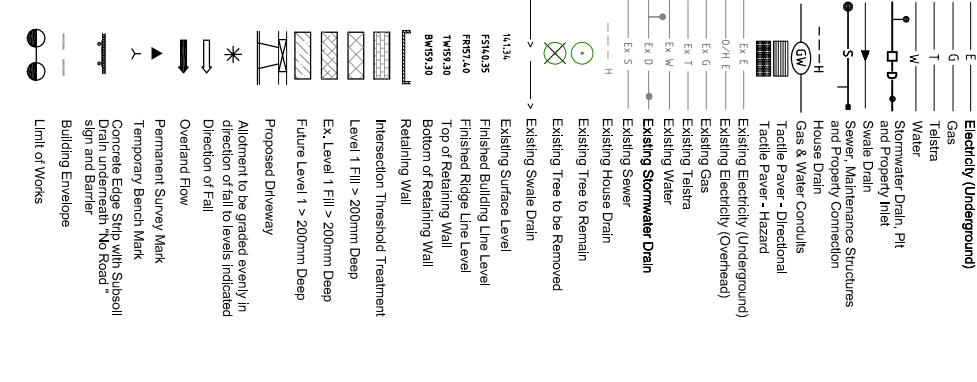 E Electricity (Underground)
G Gas
T Telstra
W Water
D Stormwater Drain, Pit
and Property Inlet
Swale Drain
S Sewer, Maintenance Structures
and Property Connection
H House Drain
GW Gas & Water Conduits
Tactile Paver - Directional
Tactile Paver - Hazard
Ex E Existing Electricity (Underground)
O/H E Existing Electricity (Overhead)
Ex G Existing Gas
Ex T Existing Telstra
Ex W Existing Water
Ex D Existing Stormwater Drain
Ex S Existing Sewer
H Existing House Drain
Existing Tree to Remain
Existing Tree to be Removed
> > Existing Swale Drain
141.34 Existing Surface Level
FS140.35 Finished Building Line Level
FR157.40 Finished Ridge Line Level
TW159.30 Top of Retaining Wall
BW159.30 Bottom of Retaining Wall
Retaining Wall
Intersection Threshold Treatment
Level 1 Fill > 200mm Deep
Ex. Level 1 Fill > 200mm Deep
Future Level 1 > 200mm Deep
Proposed Driveway
Allotment to be graded evenly in
direction of fall to levels indicated
Direction of Fall
Overland Flow
Permanent Survey Mark
Temporary Bench Mark
Concrete Edge Strip with Subsoil
Drain underneath "No Road "
sign and Barrier
Building Envelope
Limit of Works